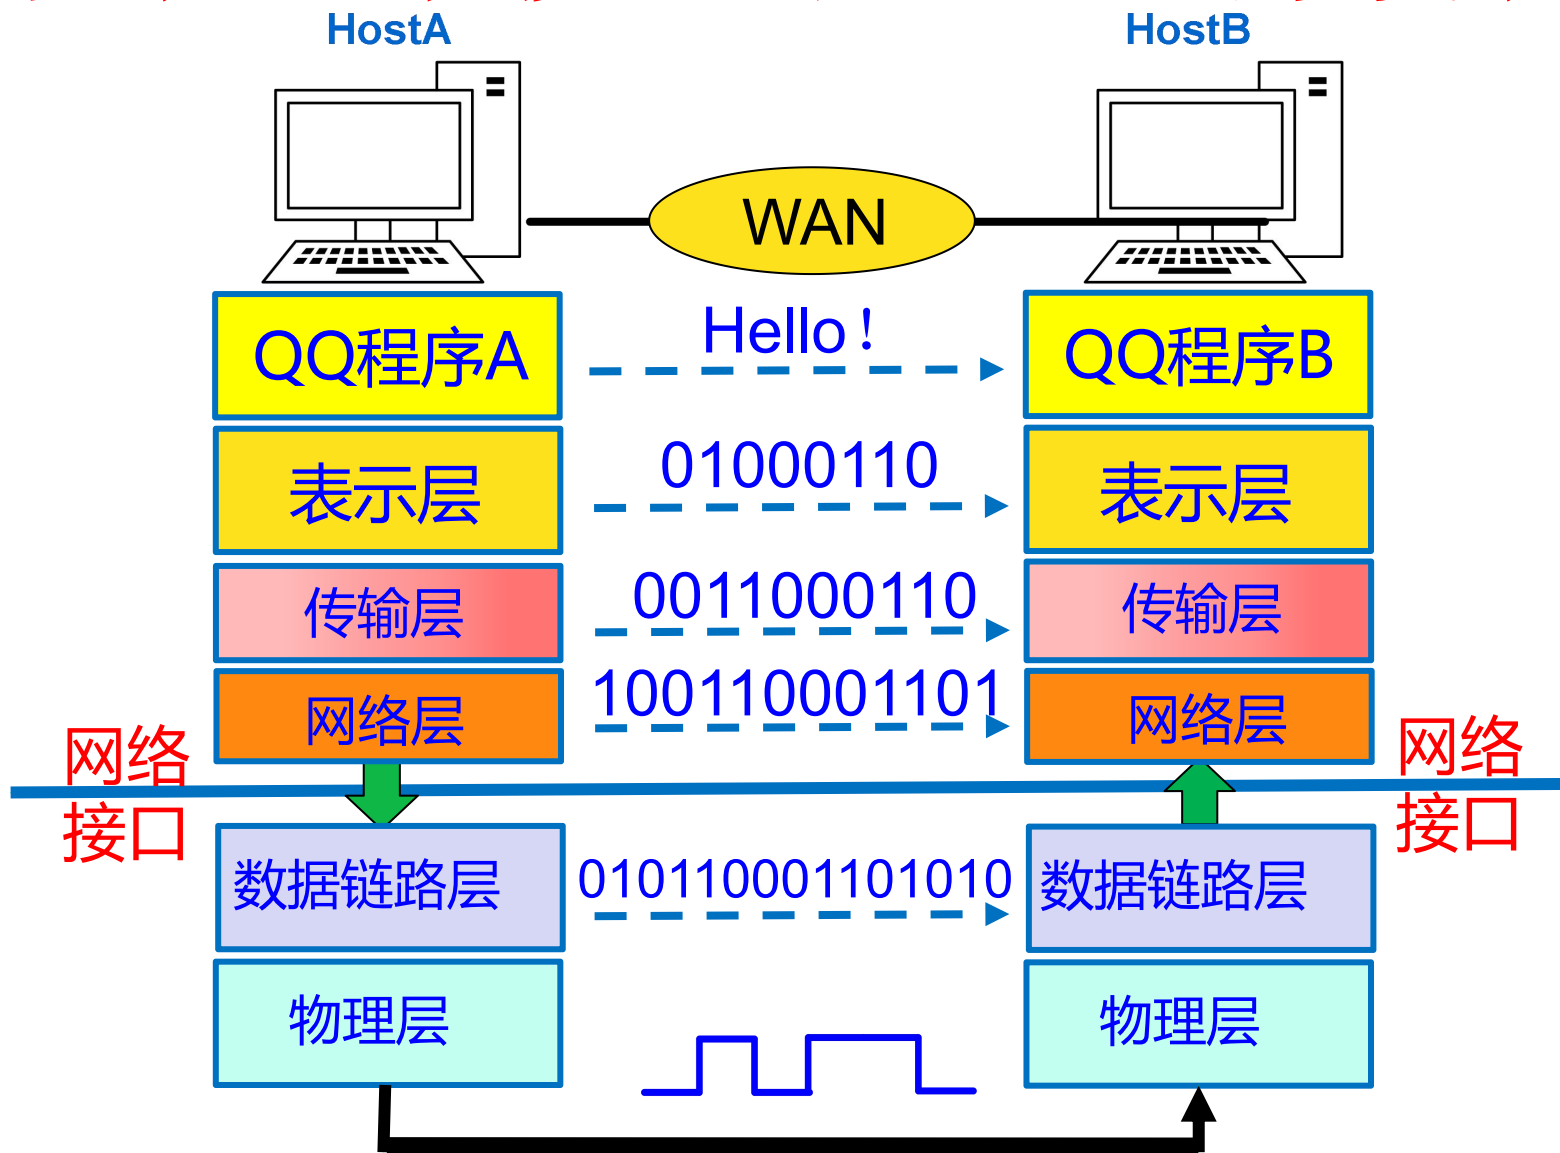 HostA
HostB
WAN
QQ程序A
Hello!
QQ程序B
表示层
01000110
表示层
传输层
0011000110
传输层
网络层
100110001101
网络层
网络
接口
网络
接口
数据链路层
010110001101010
数据链路层
物理层
物理层